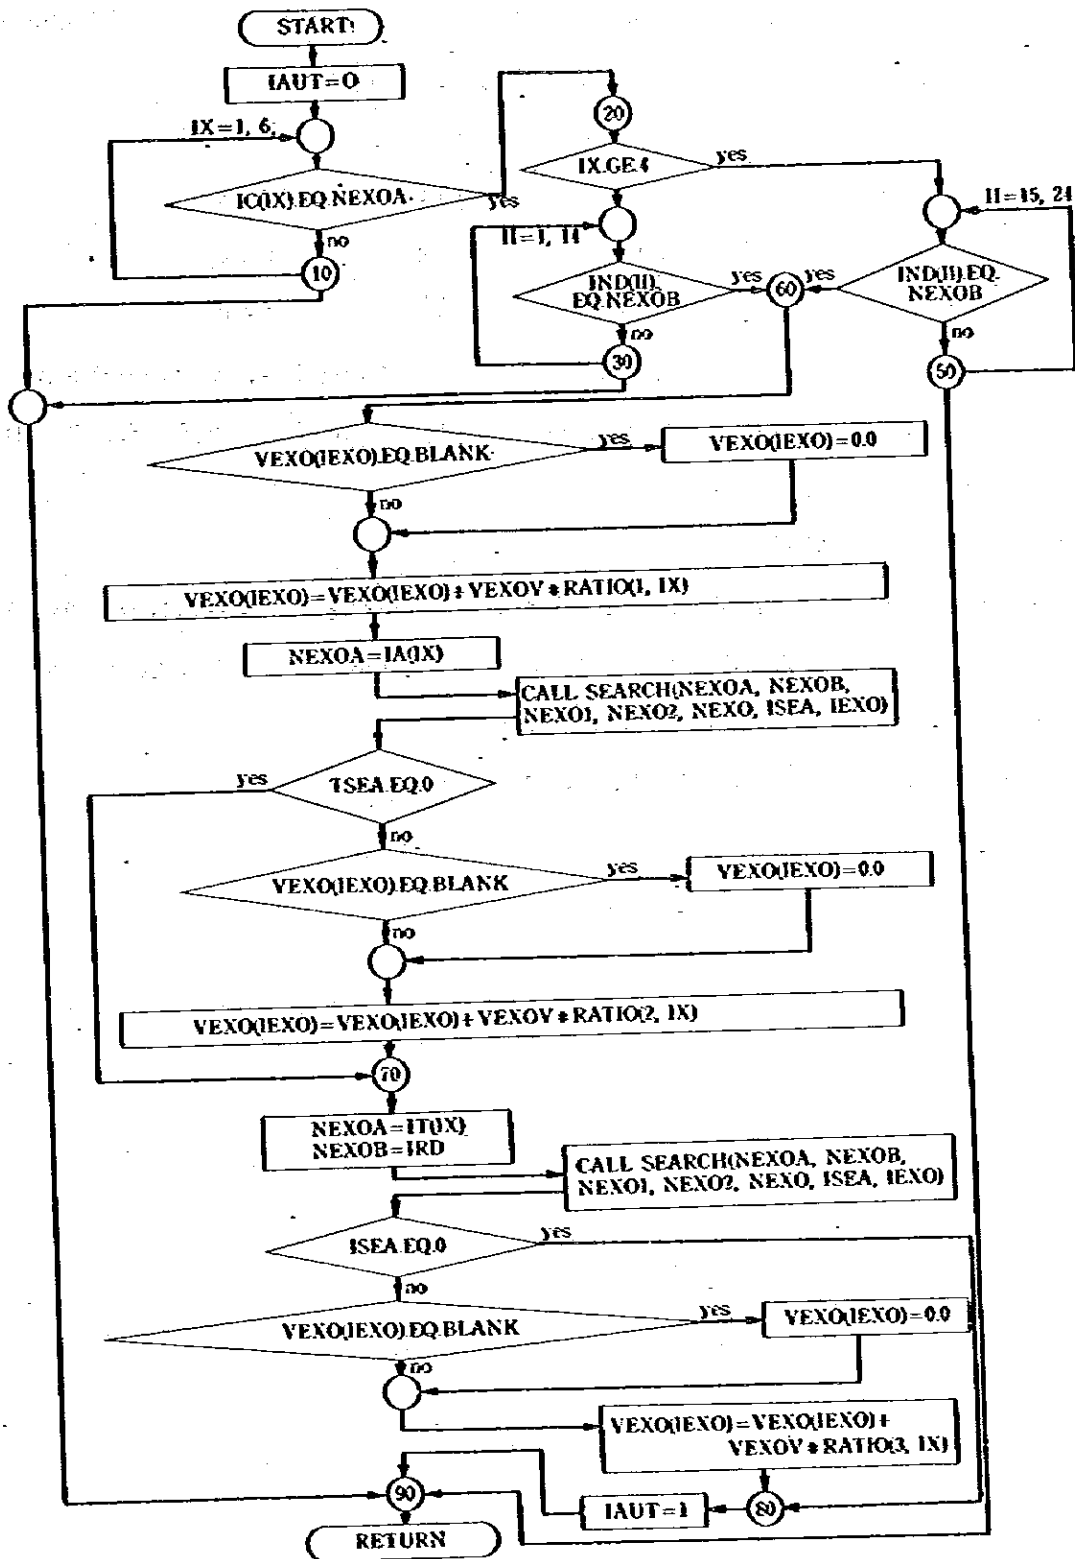 START
IAUT=0
IX=1, 6
IC(IX).EQ.NEXOA
yes
no
10
20
IX.GE.4
yes
II=1, 14
IND(II).
EQ.NEXOB
yes
no
30
60
II=15, 24
IND(II).EQ.
NEXOB
yes
no
50
VEXO(IEXO).EQ.BLANK
yes
VEXO(IEXO)=0.0
no
VEXO(IEXO)=VEXO(IEXO)+VEXOV*RATIO(1, IX)
NEXOA=IA(IX)
CALL SEARCH(NEXOA, NEXOB,
NEXO1, NEXO2, NEXO, ISEA, IEXO)
yes
ISEA.EQ.0
no
VEXO(IEXO).EQ.BLANK
yes
VEXO(IEXO)=0.0
no
VEXO(IEXO)=VEXO(IEXO)+VEXOV*RATIO(2, IX)
70
NEXOA=IT(IX)
NEXOB=IRD
CALL SEARCH(NEXOA, NEXOB,
NEXO1, NEXO2, NEXO, ISEA, IEXO)
ISEA.EQ.0
yes
no
VEXO(IEXO).EQ.BLANK
yes
VEXO(IEXO)=0.0
no
VEXO(IEXO)=VEXO(IEXO)+
VEXOV*RATIO(3, IX)
90
IAUT=1
80
RETURN